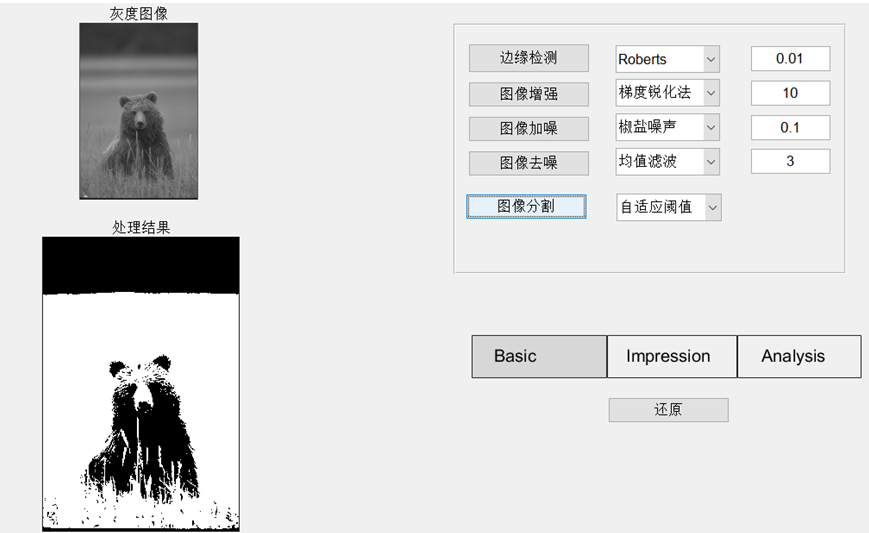 灰度图像
处理结果
边缘检测 Roberts 0.01
图像增强 梯度锐化法 10
图像加噪 椒盐噪声 0.1
图像去噪 均值滤波 3
图像分割 自适应阈值
Basic Impression Analysis
还原